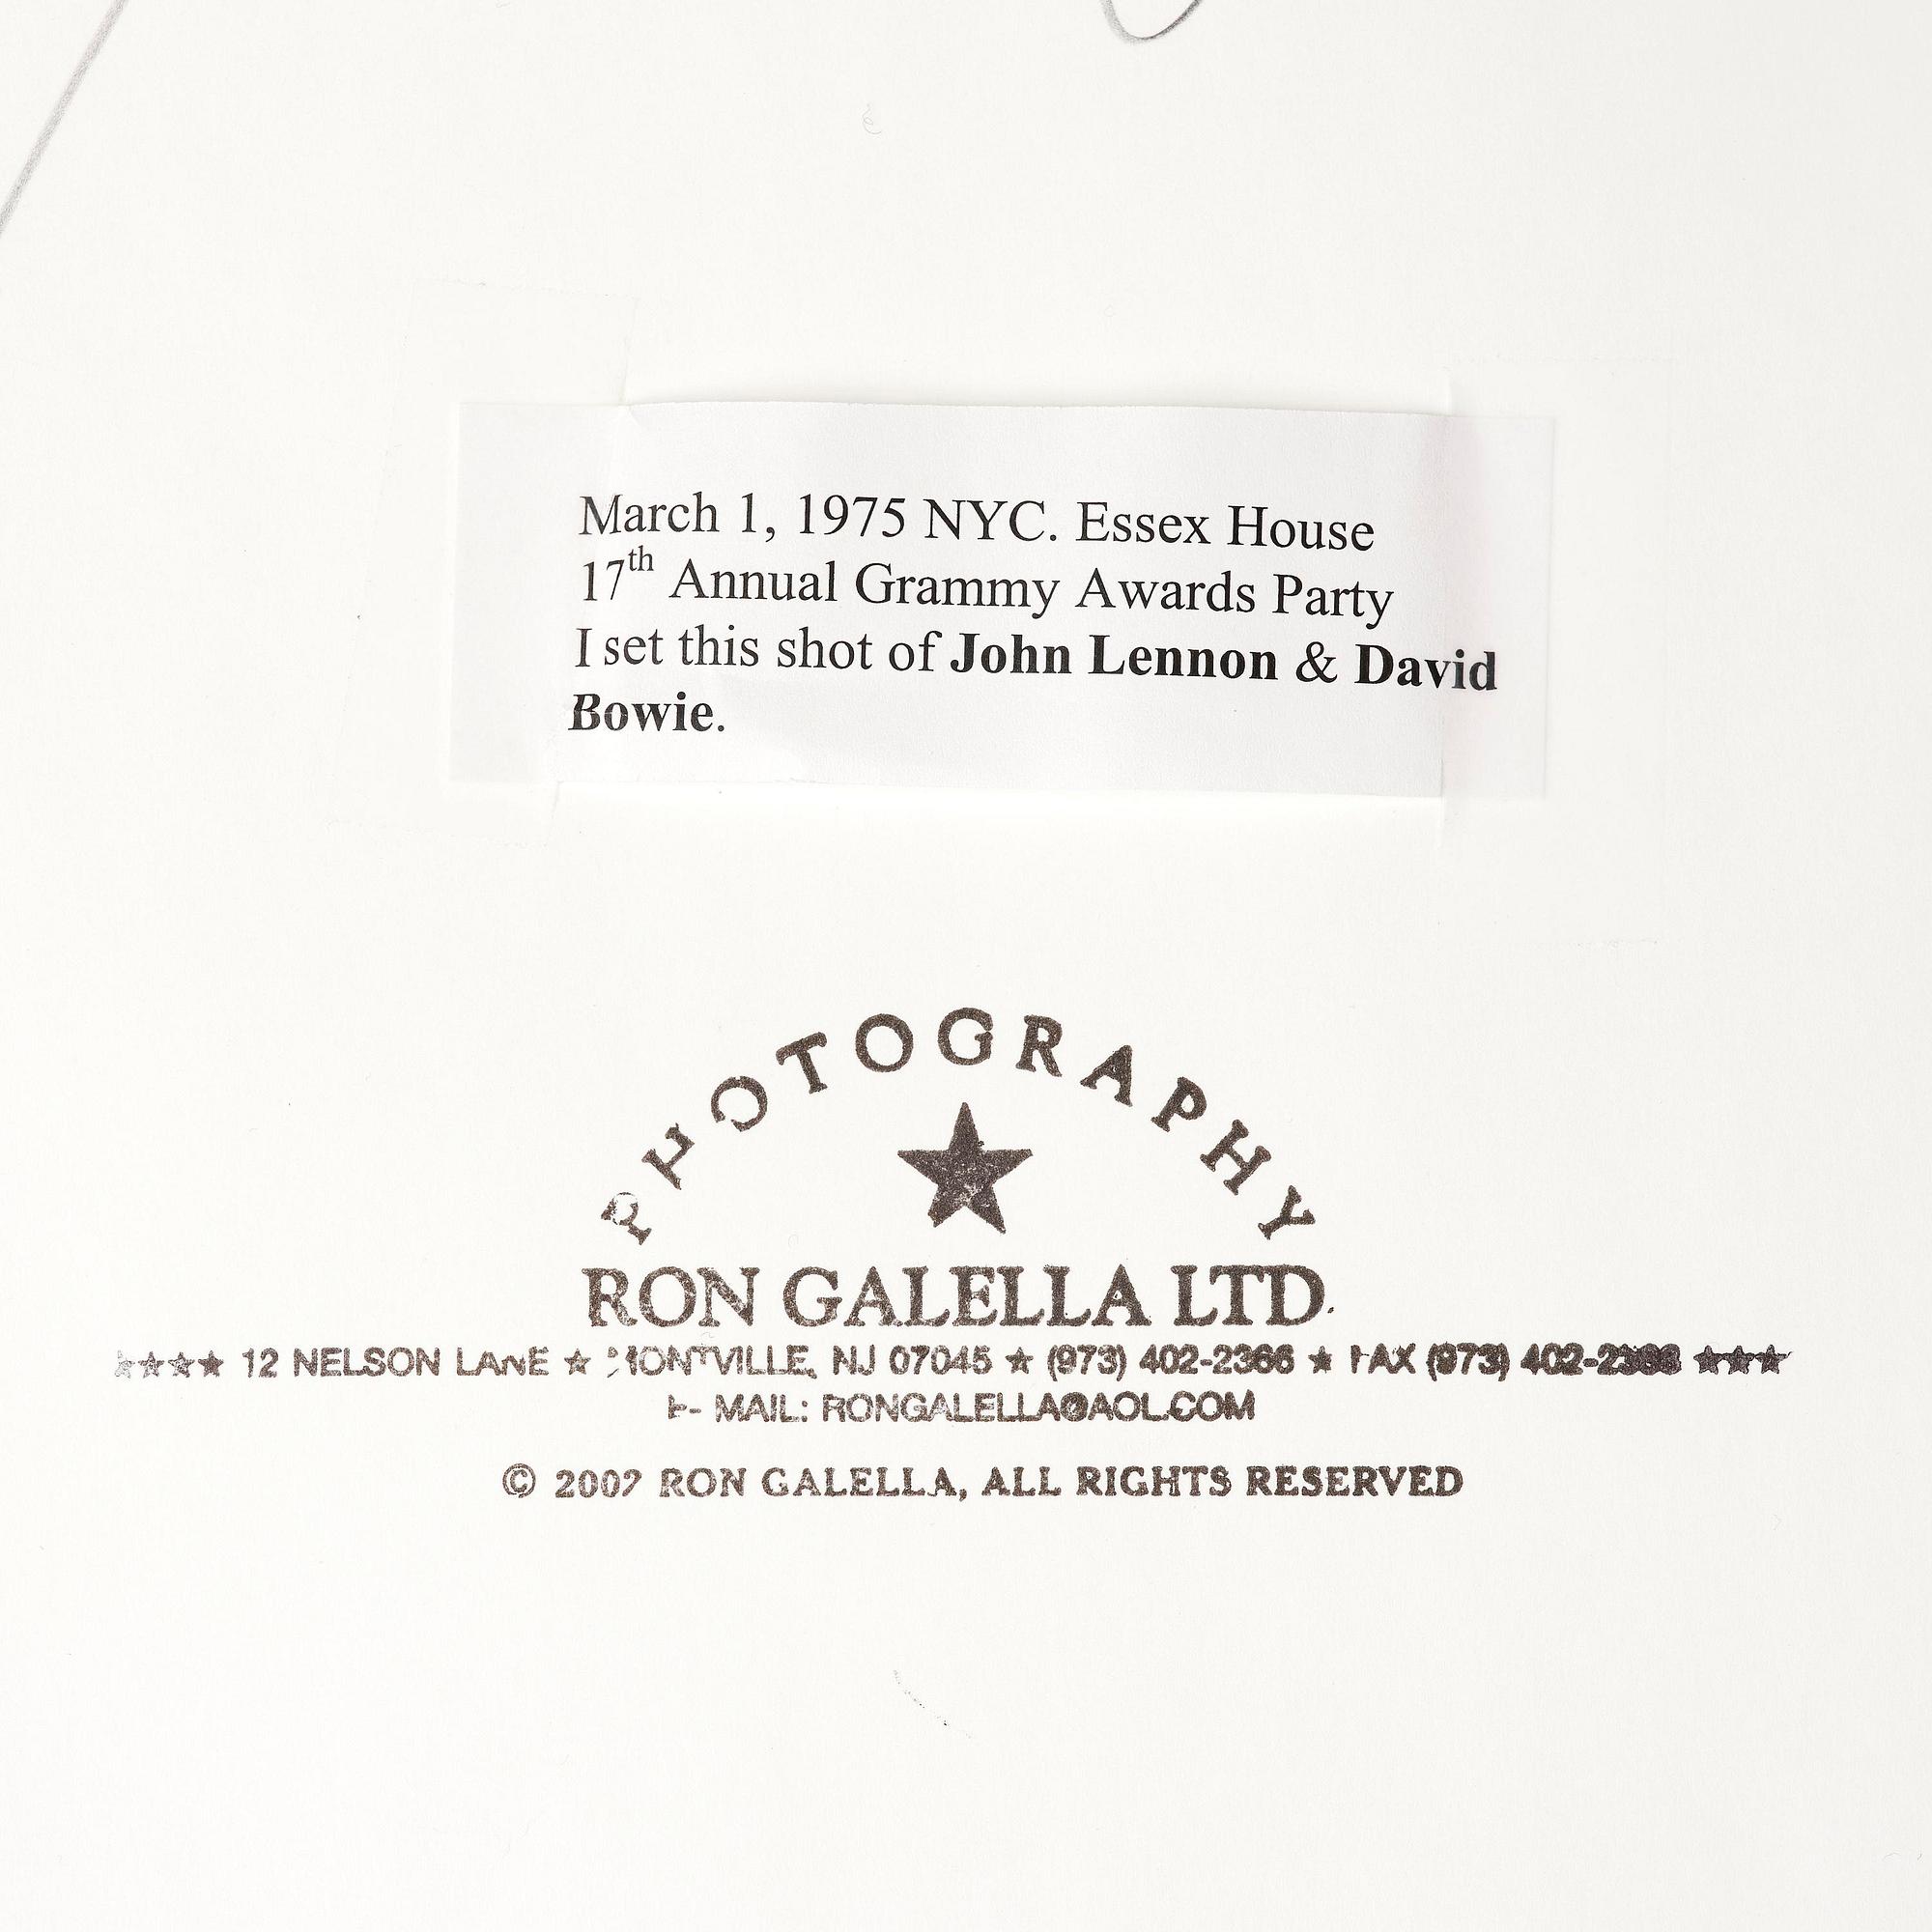 March 1, 1975 NYC. Essex House
17th Annual Grammy Awards Party
I set this shot of John Lennon & David
Bowie.
PHOTOGRAPHY
RON GALELLA LTD.
12 NELSON LANE ★ MONTVILLE, NJ 07045 ★ (973) 402-2366 ★ FAX (973) 402-
E- MAIL: RONGALELLA@AOL.COM
© RON GALELLA, ALL RIGHTS RESERVED